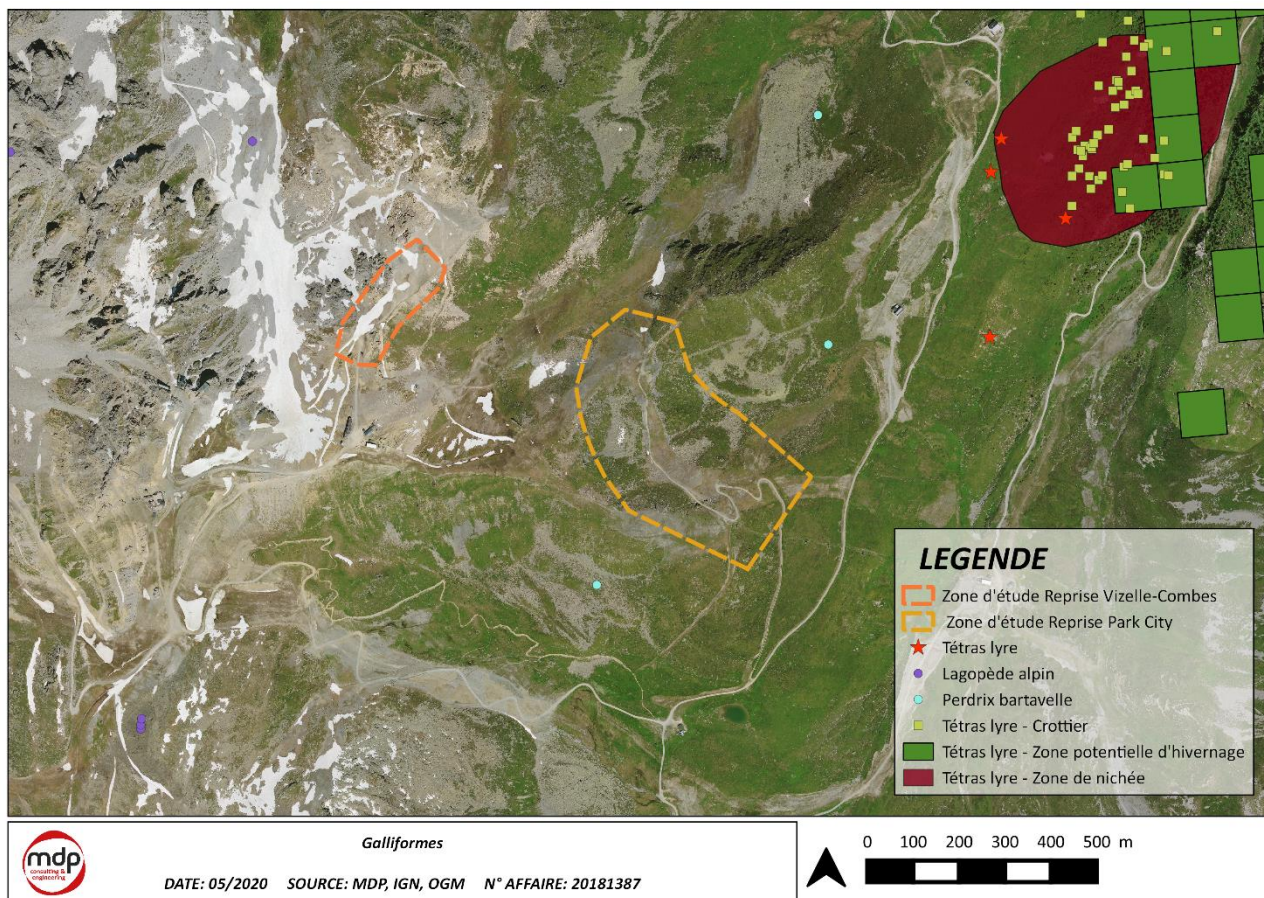 LEGENDE
Zone d'étude Reprise Vizelle-Combes
Zone d'étude Reprise Park City
Tétras lyre
Lagopède alpin
Perdrix bartavelle
Tétras lyre - Crottier
Tétras lyre - Zone potentielle d'hivernage
Tétras lyre - Zone de nichée
mdp
consulting &
engineering
Galliformes
DATE: 05/2020 SOURCE: MDP, IGN, OGM N° AFFAIRE: 20181387
0 100 200 300 400 500 m